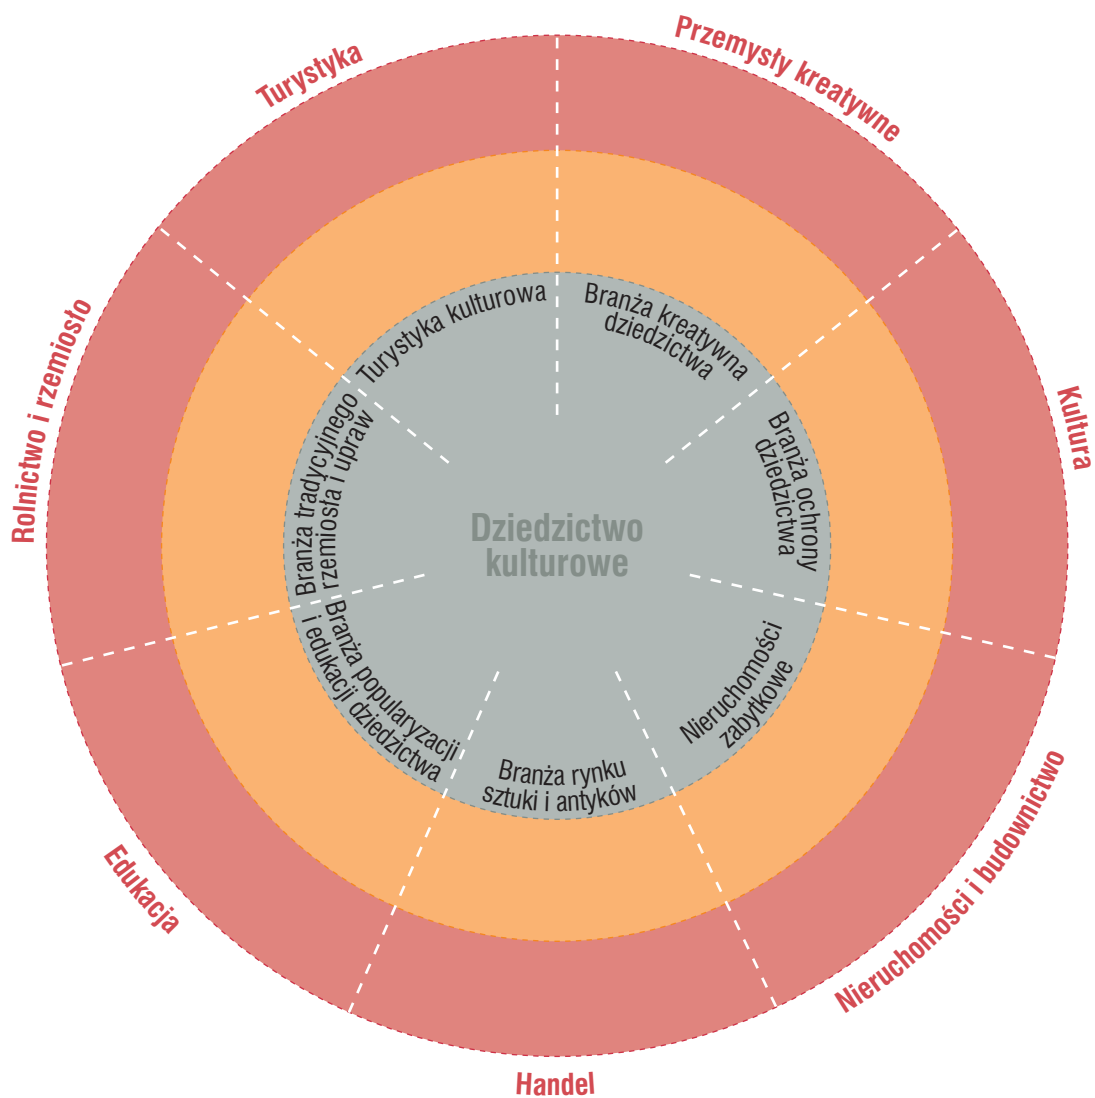 Turystyka
Przemysły kreatywne
Kultura
Nieruchomości i budownictwo
Handel
Edukacja
Rolnictwo i rzemiosło
Turystyka kulturowa
Branża kreatywna
dziedzictwa
Branża ochrony
dziedzictwa
Nieruchomości
zabytkowe
Branża rynku
sztuki i antyków
Branża popularyzacji
i edukacji dziedzictwa
Branża tradycyjnego
rzemiosła i upraw
Dziedzictwo
kulturowe